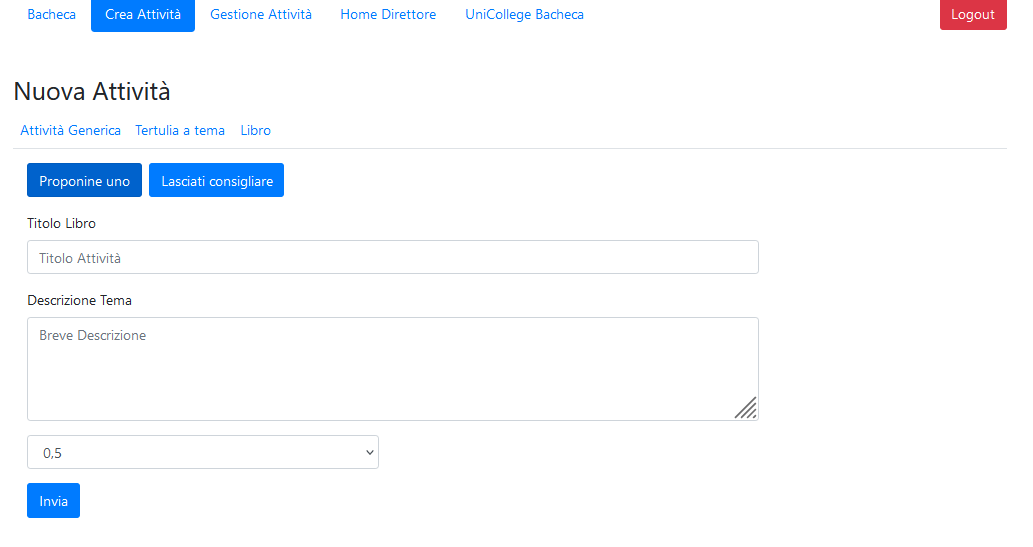 Bacheca Crea Attività Gestione Attività Home Direttore UniCollege Bacheca Logout
Nuova Attività
Attività Generica Tertulia a tema Libro
Proponine uno Lasciati consigliare
Titolo Libro
Titolo Attività
Descrizione Tema
Breve Descrizione
0,5
Invia